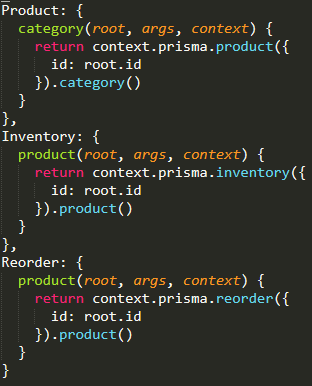 Product: {
  category(root, args, context) {
    return context.prisma.product({
      id: root.id
    }).category()
  }
},
Inventory: {
  product(root, args, context) {
    return context.prisma.inventory({
      id: root.id
    }).product()
  }
},
Reorder: {
  product(root, args, context) {
    return context.prisma.reorder({
      id: root.id
    }).product()
  }
}